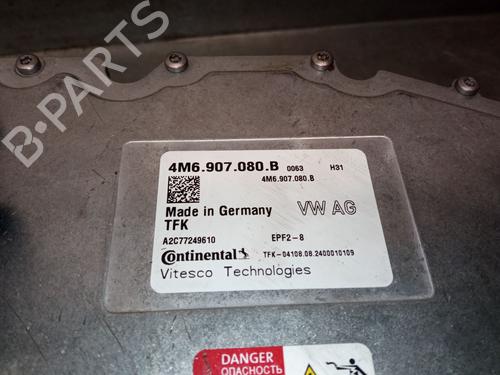 B-PARTS
4M6.907.080.B 0063 H31
4M6.907.080.B
Made in Germany VW AG
TFK
A2C77249610 EPF2-8
Continental TFK-04108.08.2400010109
Vitesco Technologies
DANGER
ОПАСНОСТЬ